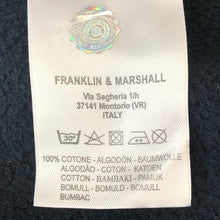 FRANKLIN & MARSHALL
Via Segheria 1/h
37141 Montorio (VR)
ITALY
30°
100% COTONE - ALGODÓN - BAUMWOLLE
ALGODÃO - COTON - KATOEN
COTTON - BAMBAKI - PAMUK
BOMULL - BOMULD - BOMULL
BUMBAC